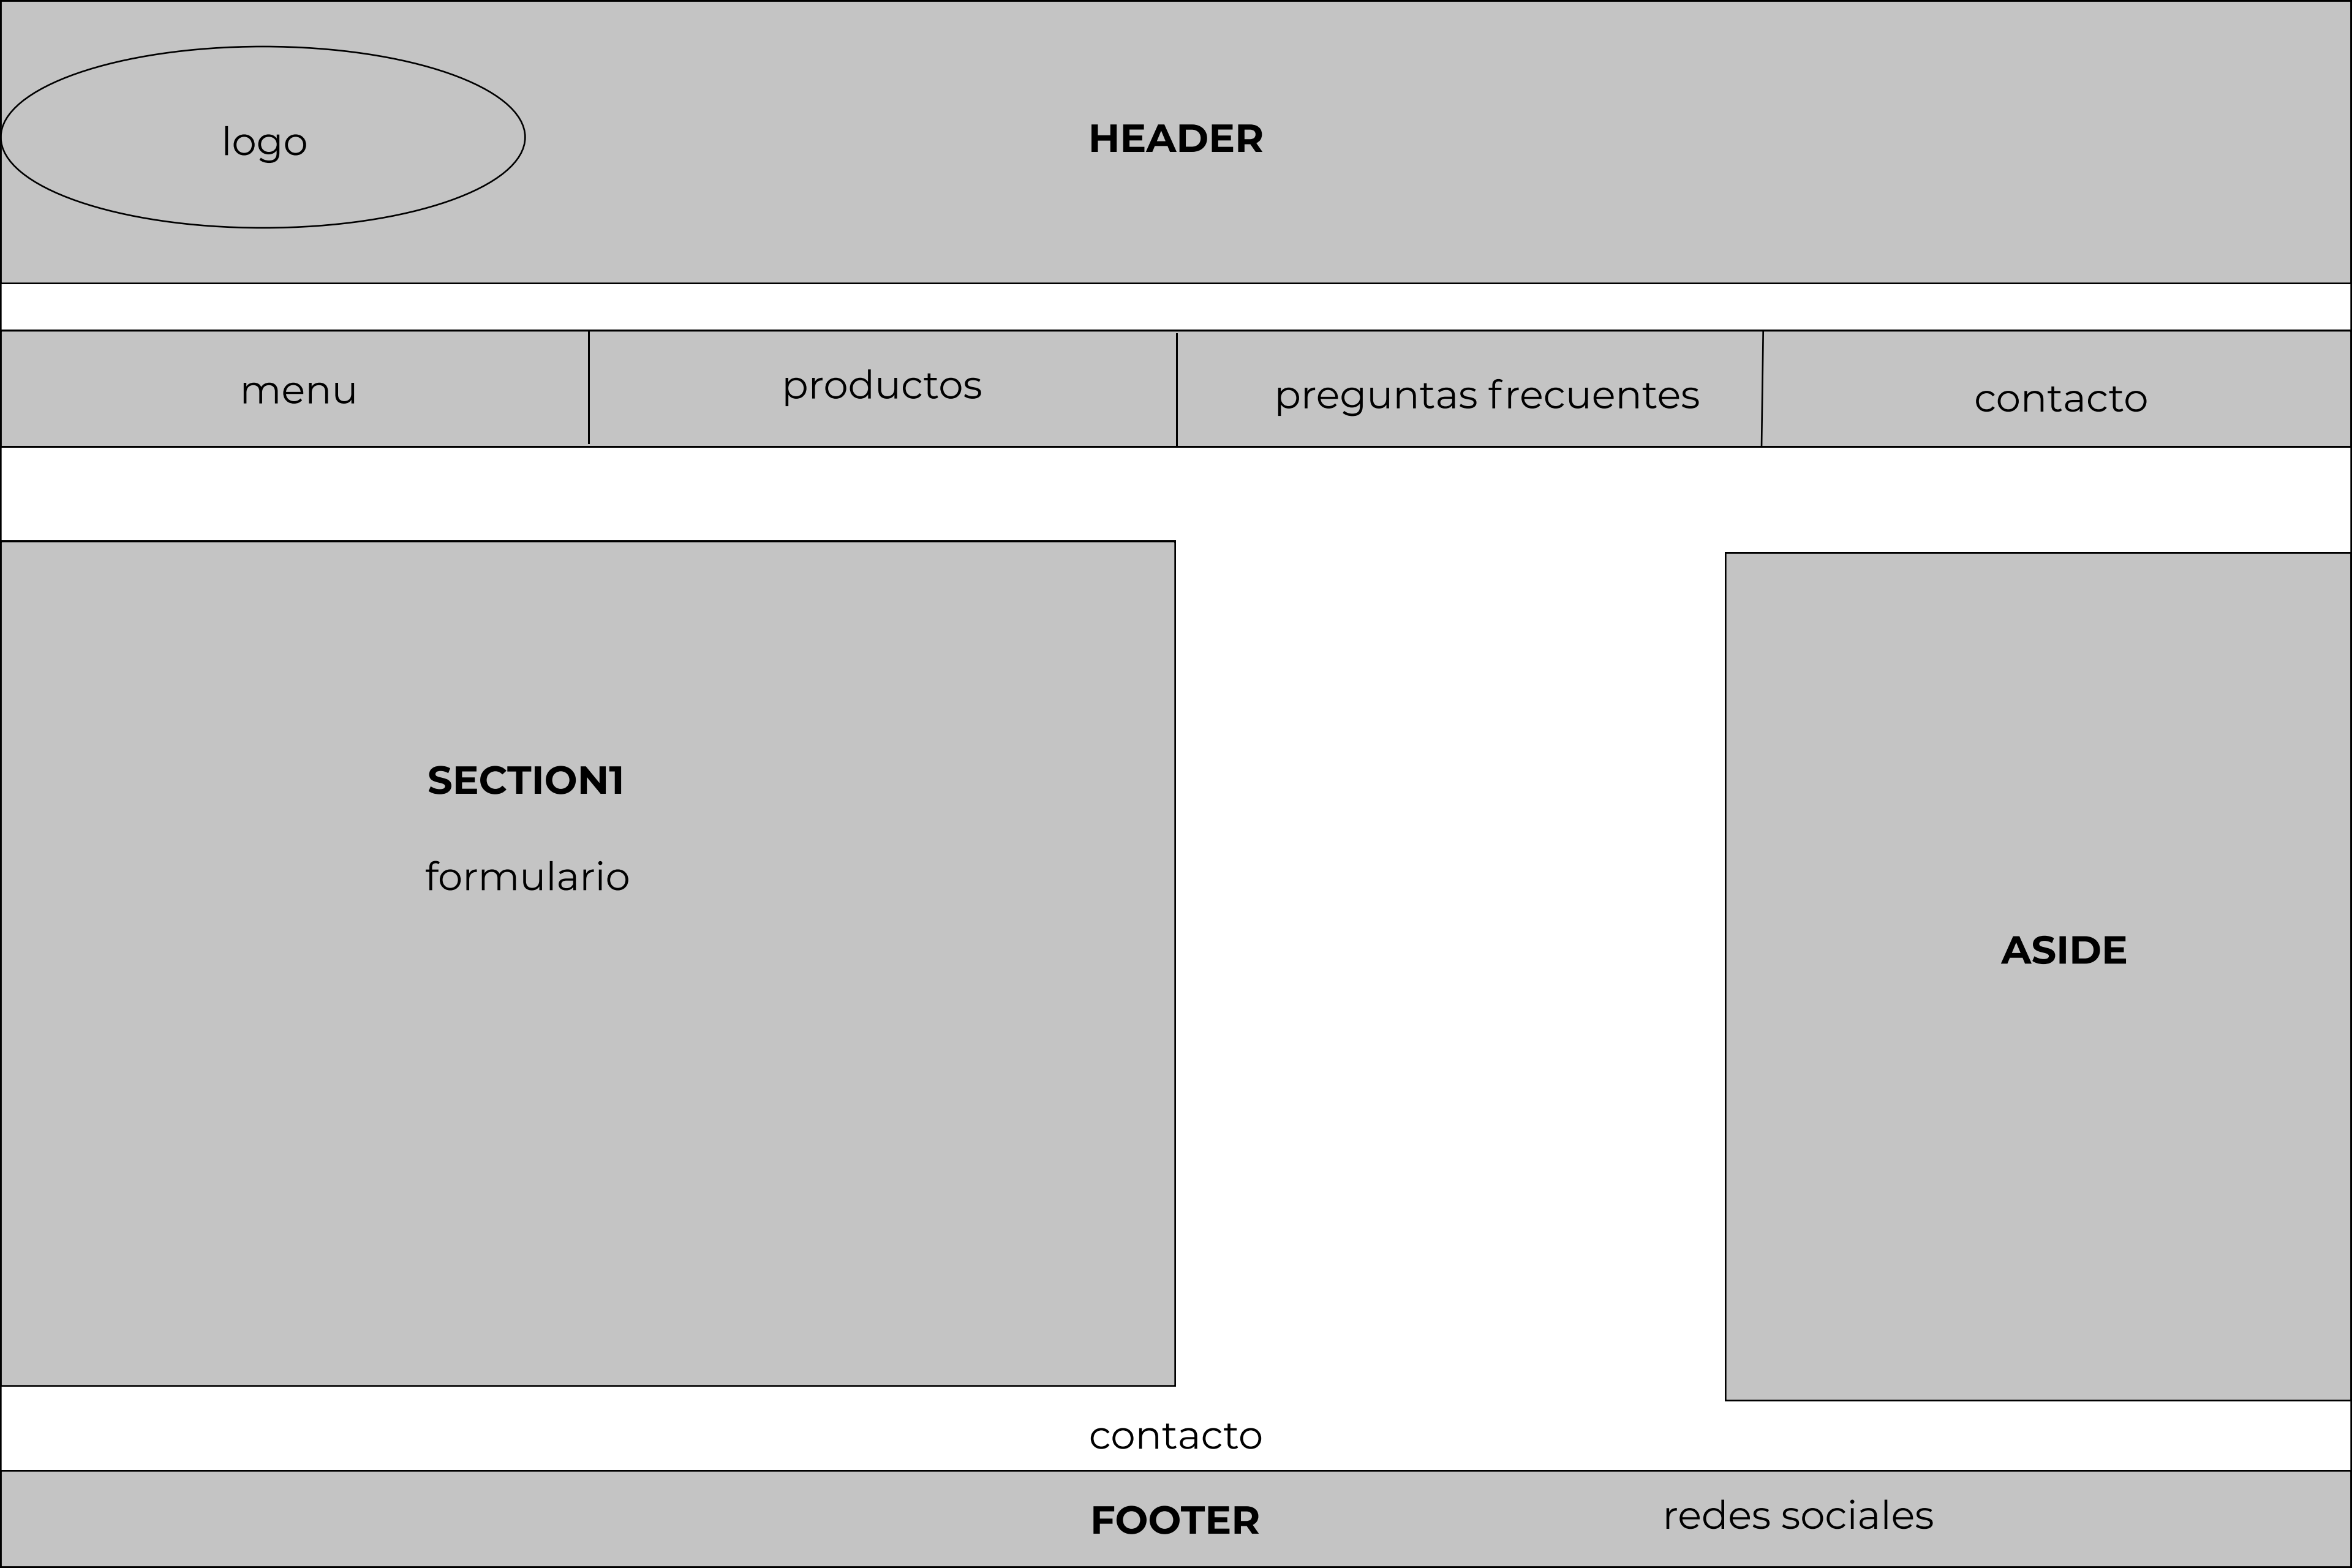 logo
HEADER
menu
productos
preguntas frecuentes
contacto
SECTION1
formulario
ASIDE
contacto
FOOTER
redes sociales